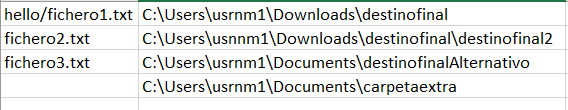 hello/fichero1.txt C:\Users\usrnm1\Downloads\destinofinal
fichero2.txt C:\Users\usnnm1\Downloads\destinofinal\destinofinal2
fichero3.txt C:\Users\usrnm1\Documents\destinofinalAlternativo
C:\Users\usrnm1\Documents\carpetaextra